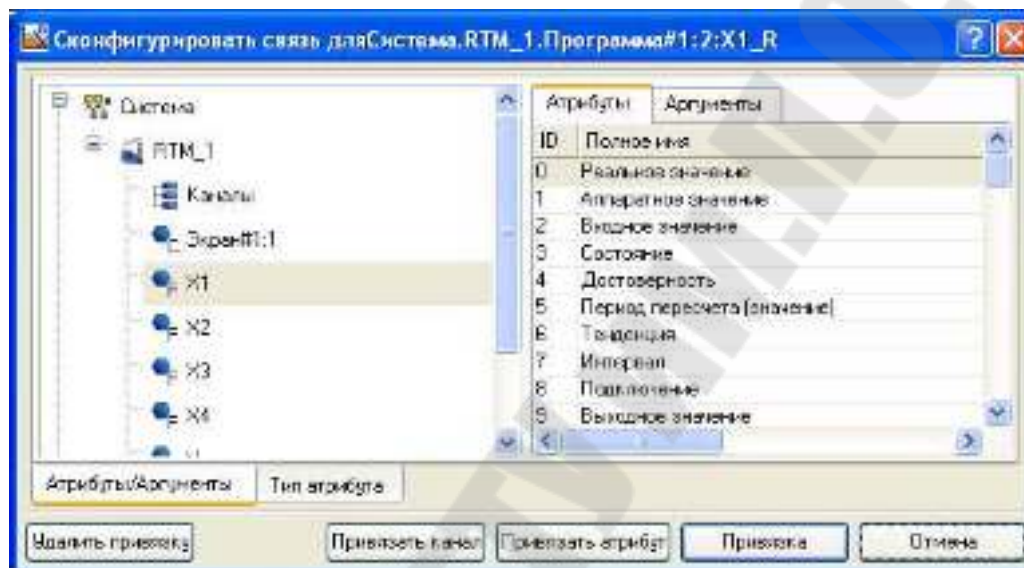 Сконфигурировать связь дляСистема.RTM_1.Программа#1:2:X1_R
Система
RTM_1
Каналы
Экран#1:1
X1
X2
X3
X4
Атрибуты Аргументы
ID Полное имя
0 Реальное значение
1 Аппаратное значение
2 Входное значение
3 Состояние
4 Достоверность
5 Период пересчета (значение)
6 Тенденция
7 Интервал
8 Подключение
9 Выходное значение
Атрибуты/Аргументы Тип атрибута
Удалить привязку Привязать канал Привязать атрибут Привязка Отмена